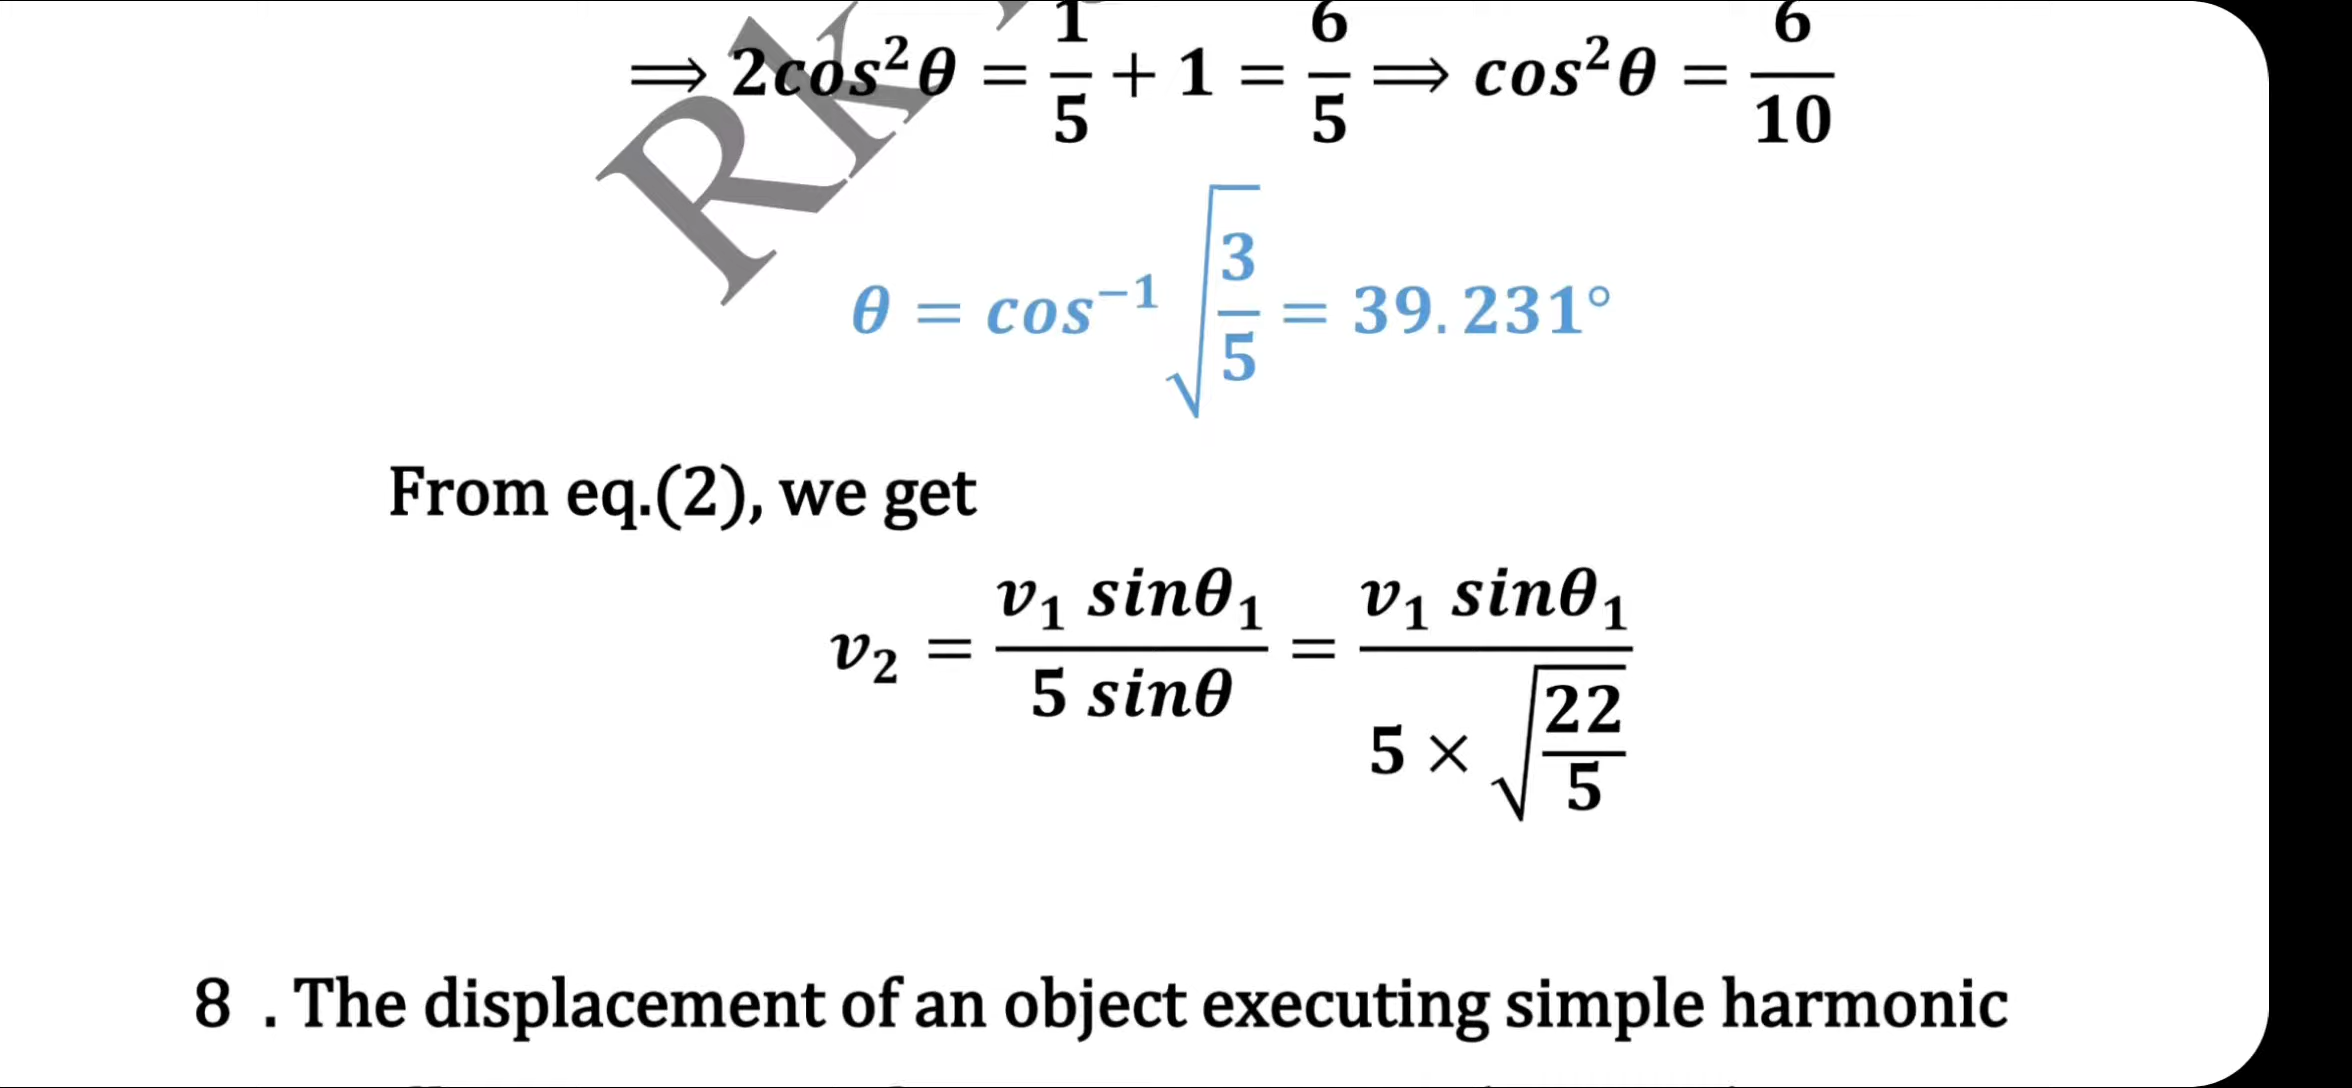 ⟹ 2cos²θ = 1/5 + 1 = 6/5 ⟹ cos²θ = 6/10
θ = cos⁻¹ √(3/5) = 39.231°
From eq.(2), we get
v₂ = v₁ sinθ₁ / 5 sinθ = v₁ sinθ₁ / 5 × √(22/5)
8 . The displacement of an object executing simple harmonic
RK